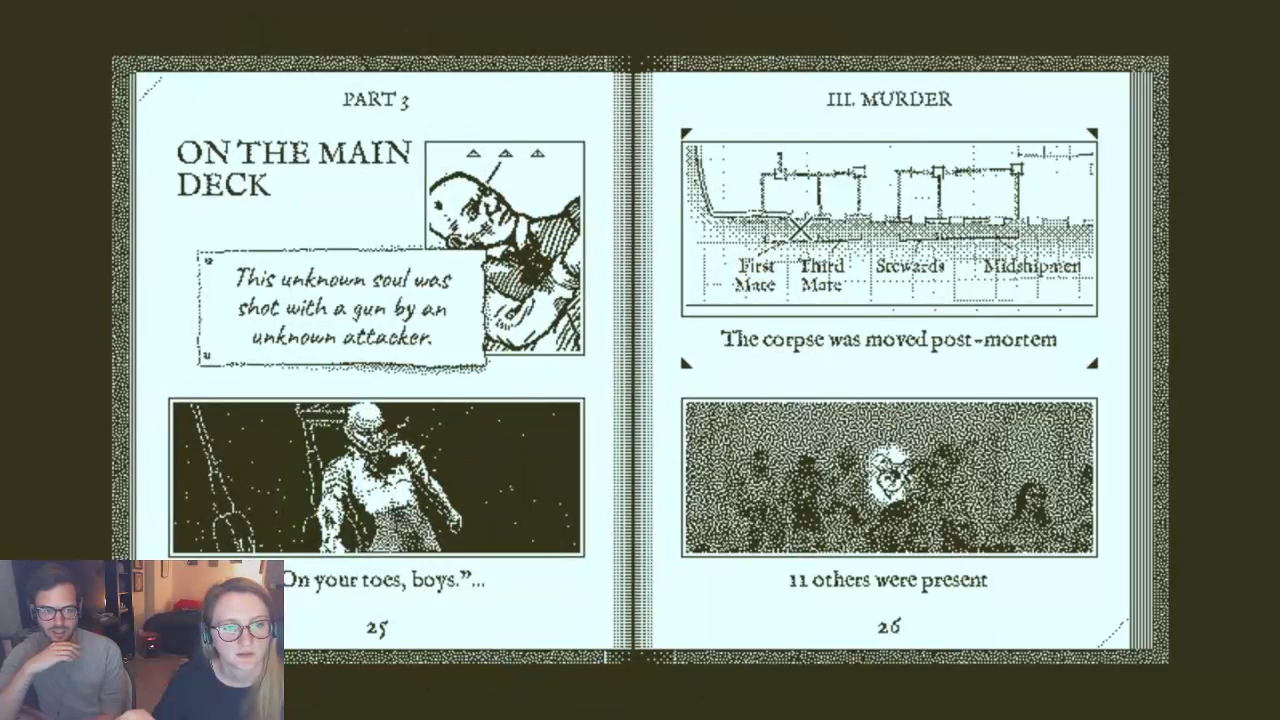 PART 3
ON THE MAIN
DECK
This unknown soul was
shot with a gun by an
unknown attacker.
On your toes, boys.”...
25
III. MURDER
First Third Stewards Midshipmen
Mate Mate
The corpse was moved post-mortem
11 others were present
26